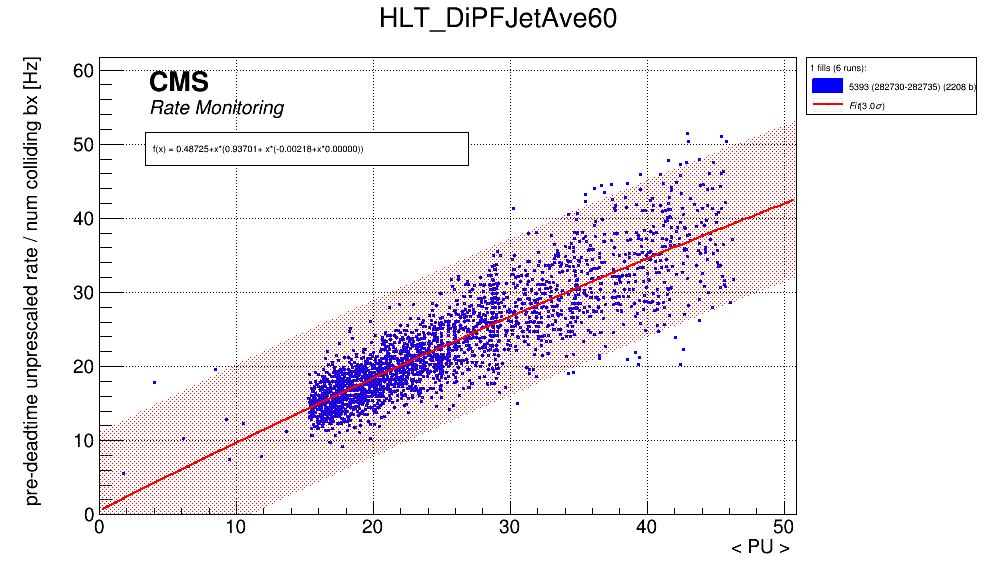 HLT_DiPFJetAve60
pre-deadtime unprescaled rate / num colliding bx [Hz]
60
50
40
30
20
10
0
CMS
Rate Monitoring
f(x) = 0.48725+x*(0.93701+ x*(-0.00218+x*0.00000))
0
10
20
30
40
50
< PU >
1 fills (6 runs):
5393 (282730-282735) (2208 b)
Fit(3.0σ)